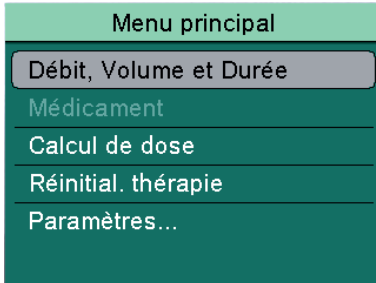 Menu principal
Débit, Volume et Durée
Médicament
Calcul de dose
Réinitial. thérapie
Paramètres...